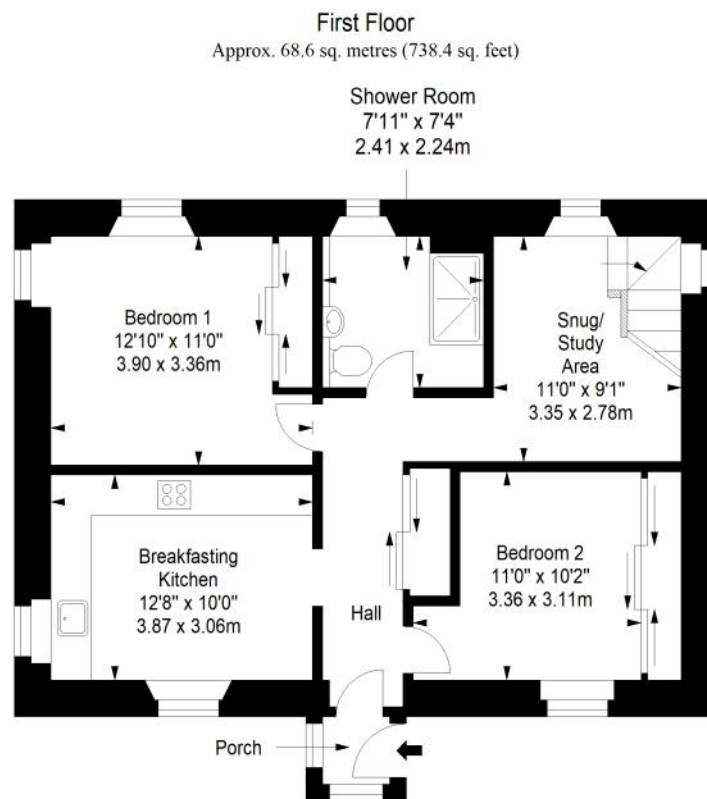 First Floor
Approx. 68.6 sq. metres (738.4 sq. feet)
Shower Room
7'11" x 7'4"
2.41 x 2.24m
Bedroom 1
12'10" x 11'0"
3.90 x 3.36m
Snug/
Study
Area
11'0" x 9'1"
3.35 x 2.78m
Breakfasting
Kitchen
12'8" x 10'0"
3.87 x 3.06m
Hall
Bedroom 2
11'0" x 10'2"
3.36 x 3.11m
Porch